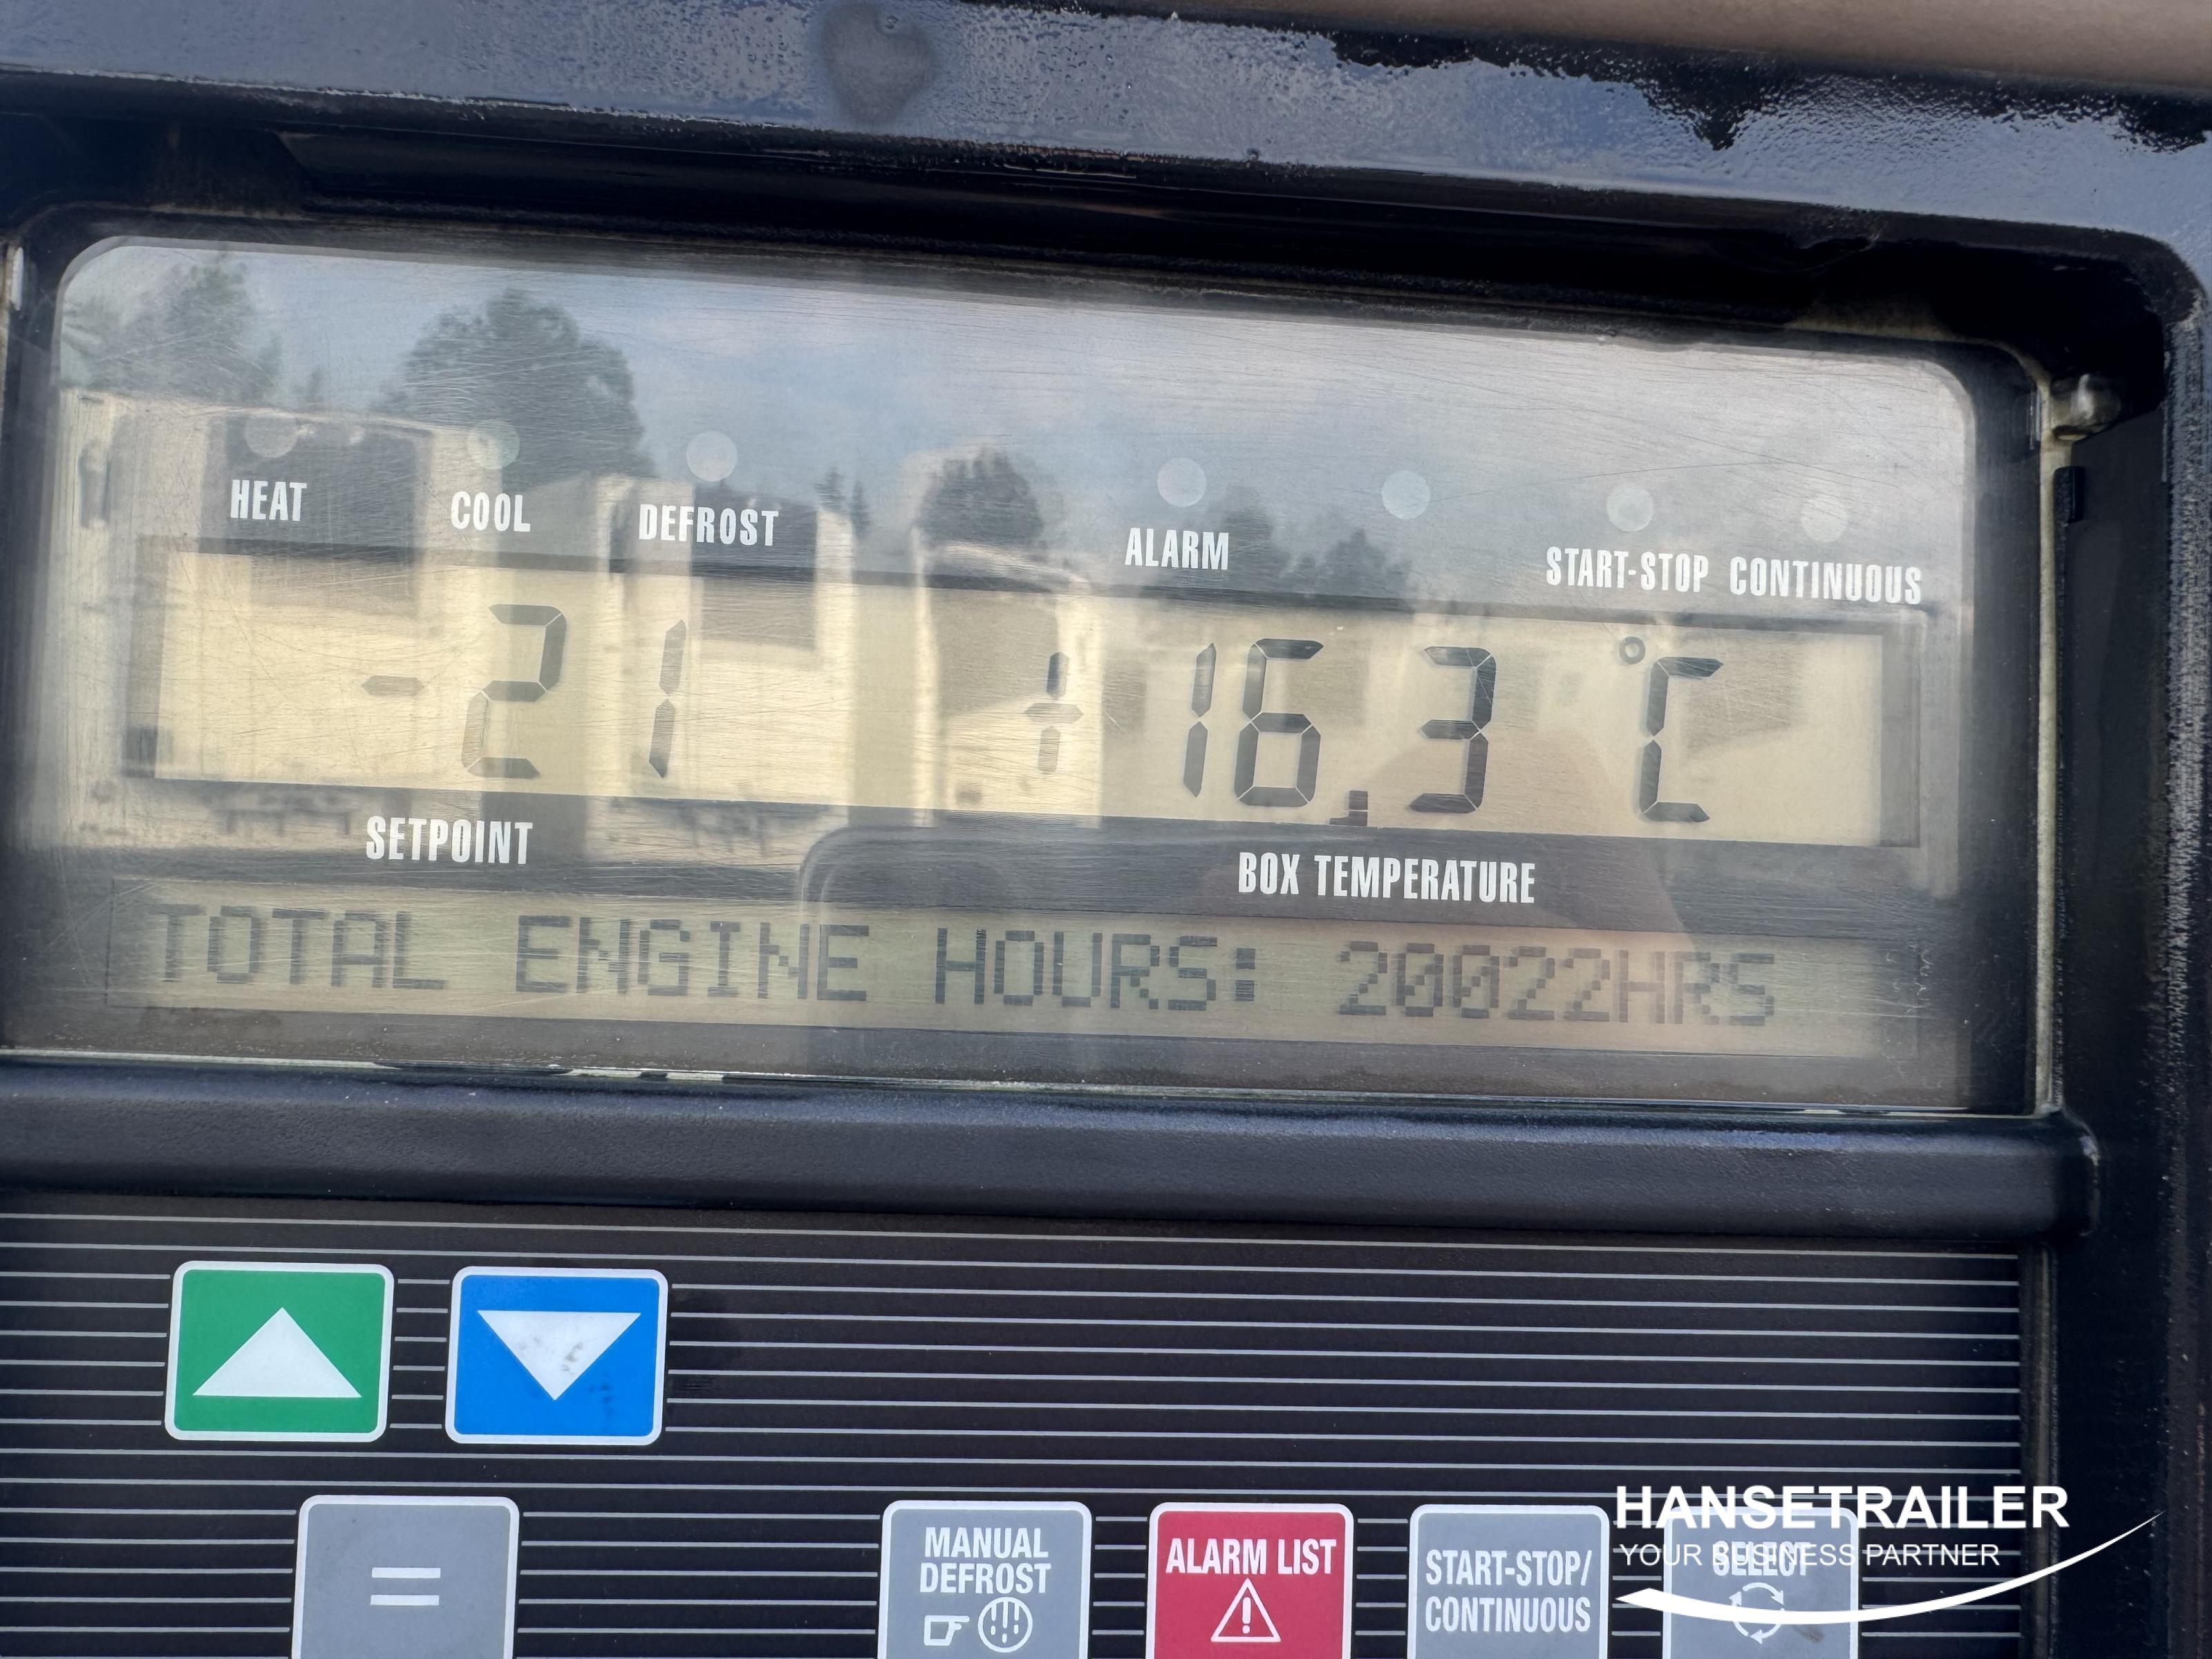 HEAT COOL DEFROST ALARM START-STOP CONTINUOUS
-21 +16.3 °C
SETPOINT BOX TEMPERATURE
TOTAL ENGINE HOURS: 20022HRS
=
MANUAL DEFROST
ALARM LIST
START-STOP/
CONTINUOUS
SELECT
HANSETRAILER
YOUR BUSINESS PARTNER